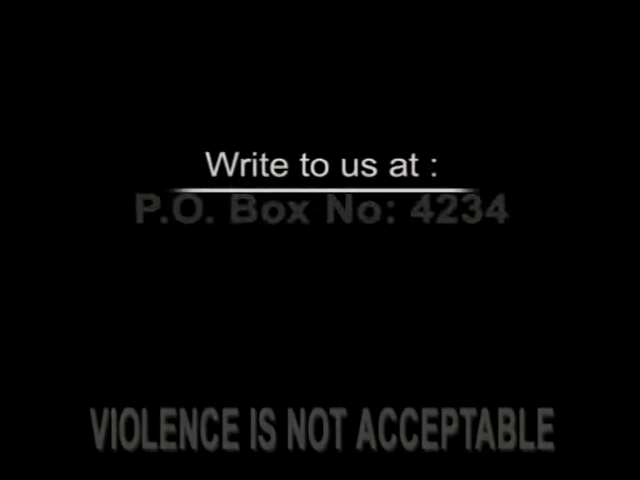 Write to us at :
P.O. Box No: 4234
VIOLENCE IS NOT ACCEPTABLE